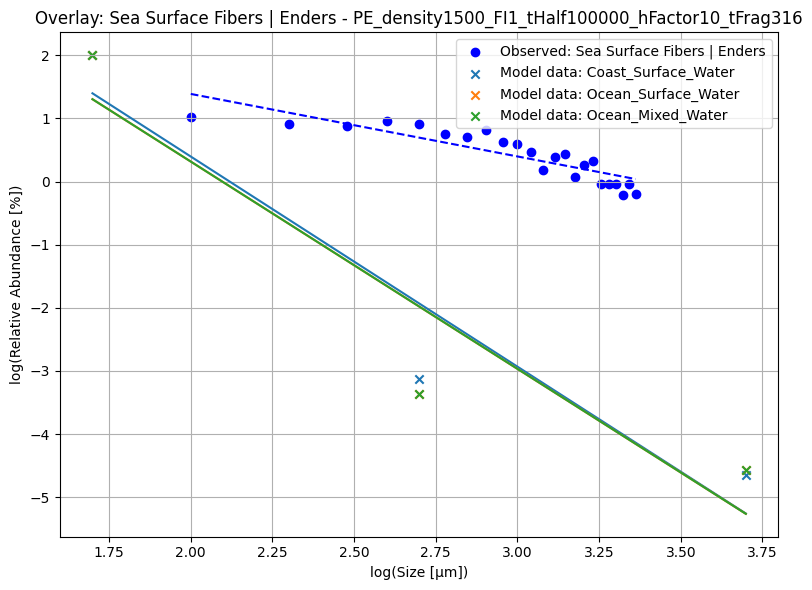 Overlay: Sea Surface Fibers | Enders - PE_density1500_FI1_tHalf100000_hFactor10_tFrag316
Observed: Sea Surface Fibers | Enders
Model data: Coast_Surface_Water
Model data: Ocean_Surface_Water
Model data: Ocean_Mixed_Water
log(Relative Abundance [%])
2
1
0
−1
−2
−3
−4
−5
1.75
2.00
2.25
2.50
2.75
3.00
3.25
3.50
3.75
log(Size [μm])